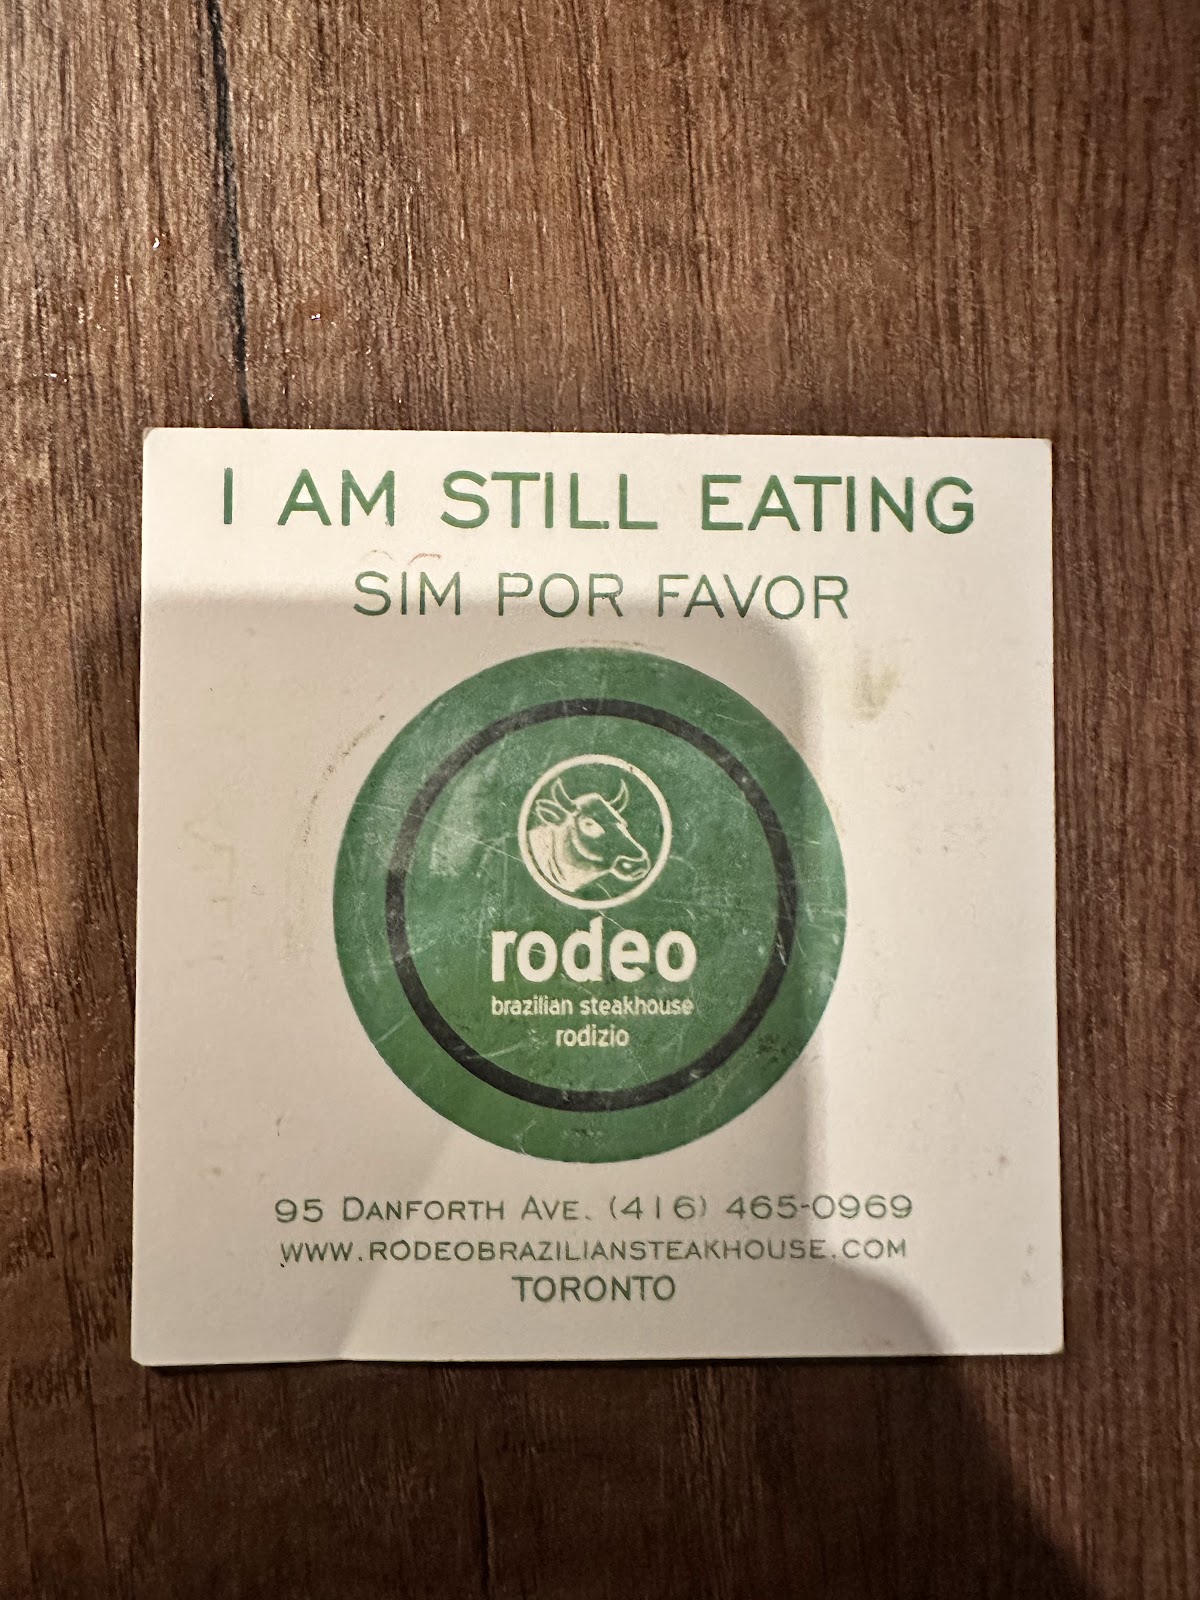 I AM STILL EATING
SIM POR FAVOR
rodeo
brazilian steakhouse
rodizio
95 DANFORTH AVE. (416) 465-0969
WWW.RODEOBRAZILIANSTEAKHOUSE.COM
TORONTO